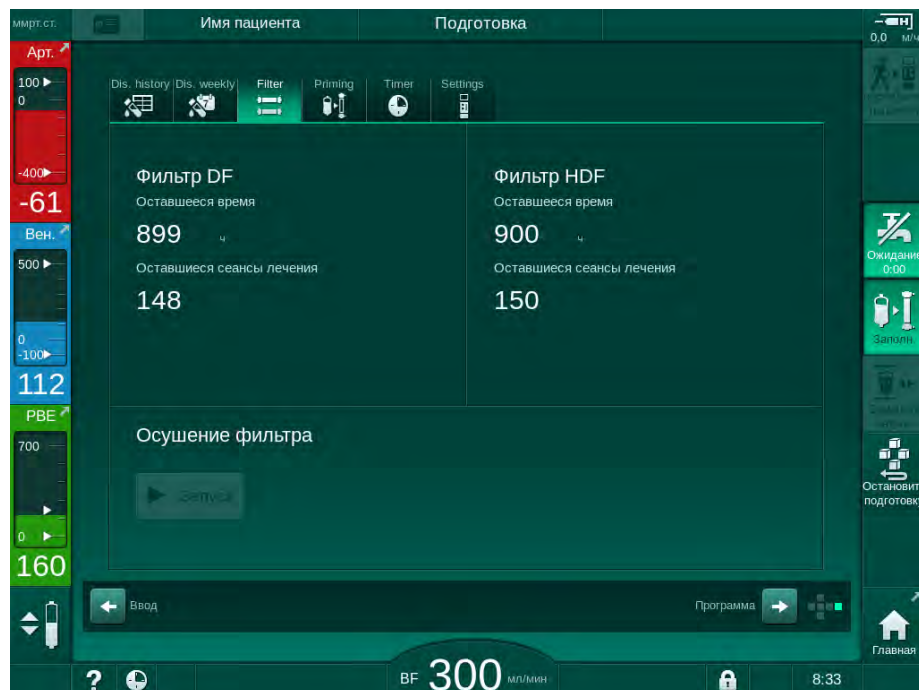 ммрт.ст.
Имя пациента
Подготовка
0,0 м/ч
Арт.
100
0
-400
-61
Вен.
500
0
-100
112
PBE
700
0
160
Dis. history
Dis. weekly
Filter
Priming
Timer
Settings
Фильтр DF
Оставшееся время
899 ч
Оставшиеся сеансы лечения
148
Фильтр HDF
Оставшееся время
900 ч
Оставшиеся сеансы лечения
150
Осушение фильтра
Запуск
Ожидание
0:00
Заполн.
Остановит
подготовк
Ввод
Программа
Главная
?
BF 300 мл/мин
8:33